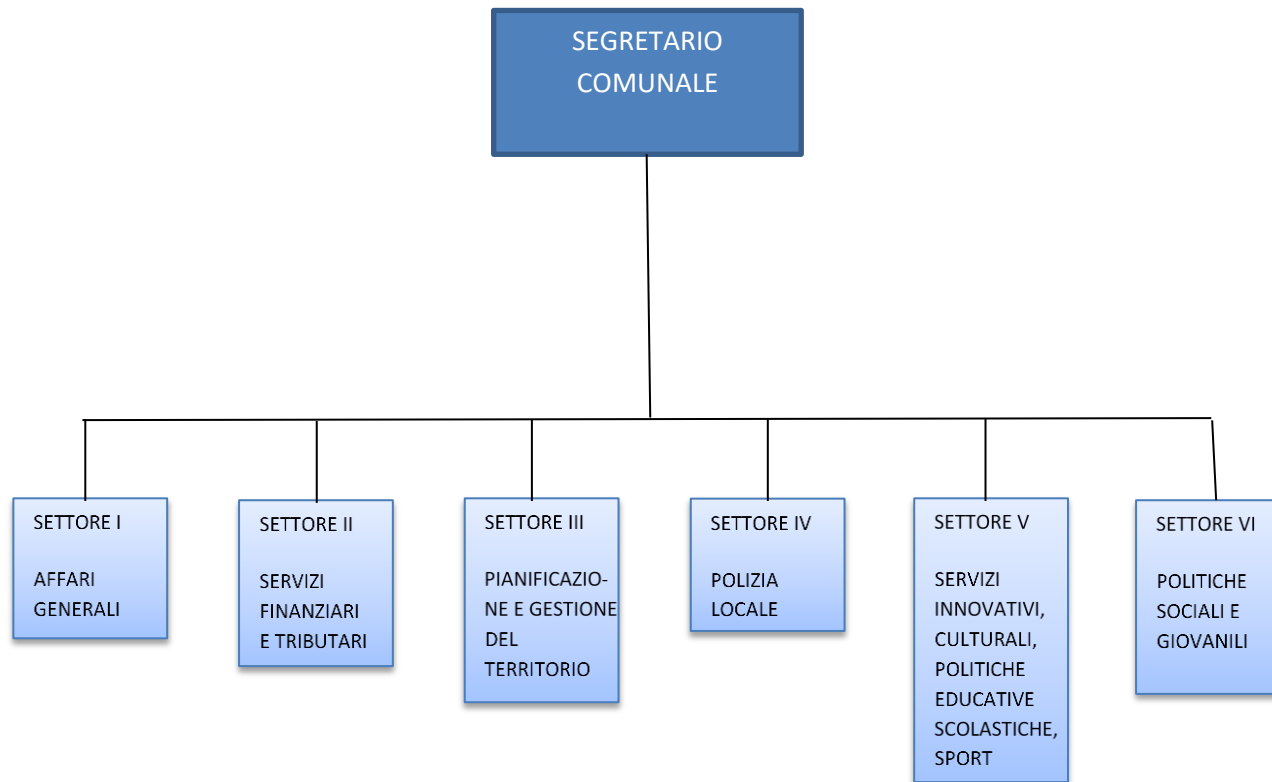 SEGRETARIO
COMUNALE
SETTORE I
AFFARI
GENERALI
SETTORE II
SERVIZI
FINANZIARI
E TRIBUTARI
SETTORE III
PIANIFICAZIO-
NE E GESTIONE
DEL
TERRITORIO
SETTORE IV
POLIZIA
LOCALE
SETTORE V
SERVIZI
INNOVATIVI,
CULTURALI,
POLITICHE
EDUCATIVE
SCOLASTICHE,
SPORT
SETTORE VI
POLITICHE
SOCIALI E
GIOVANILI